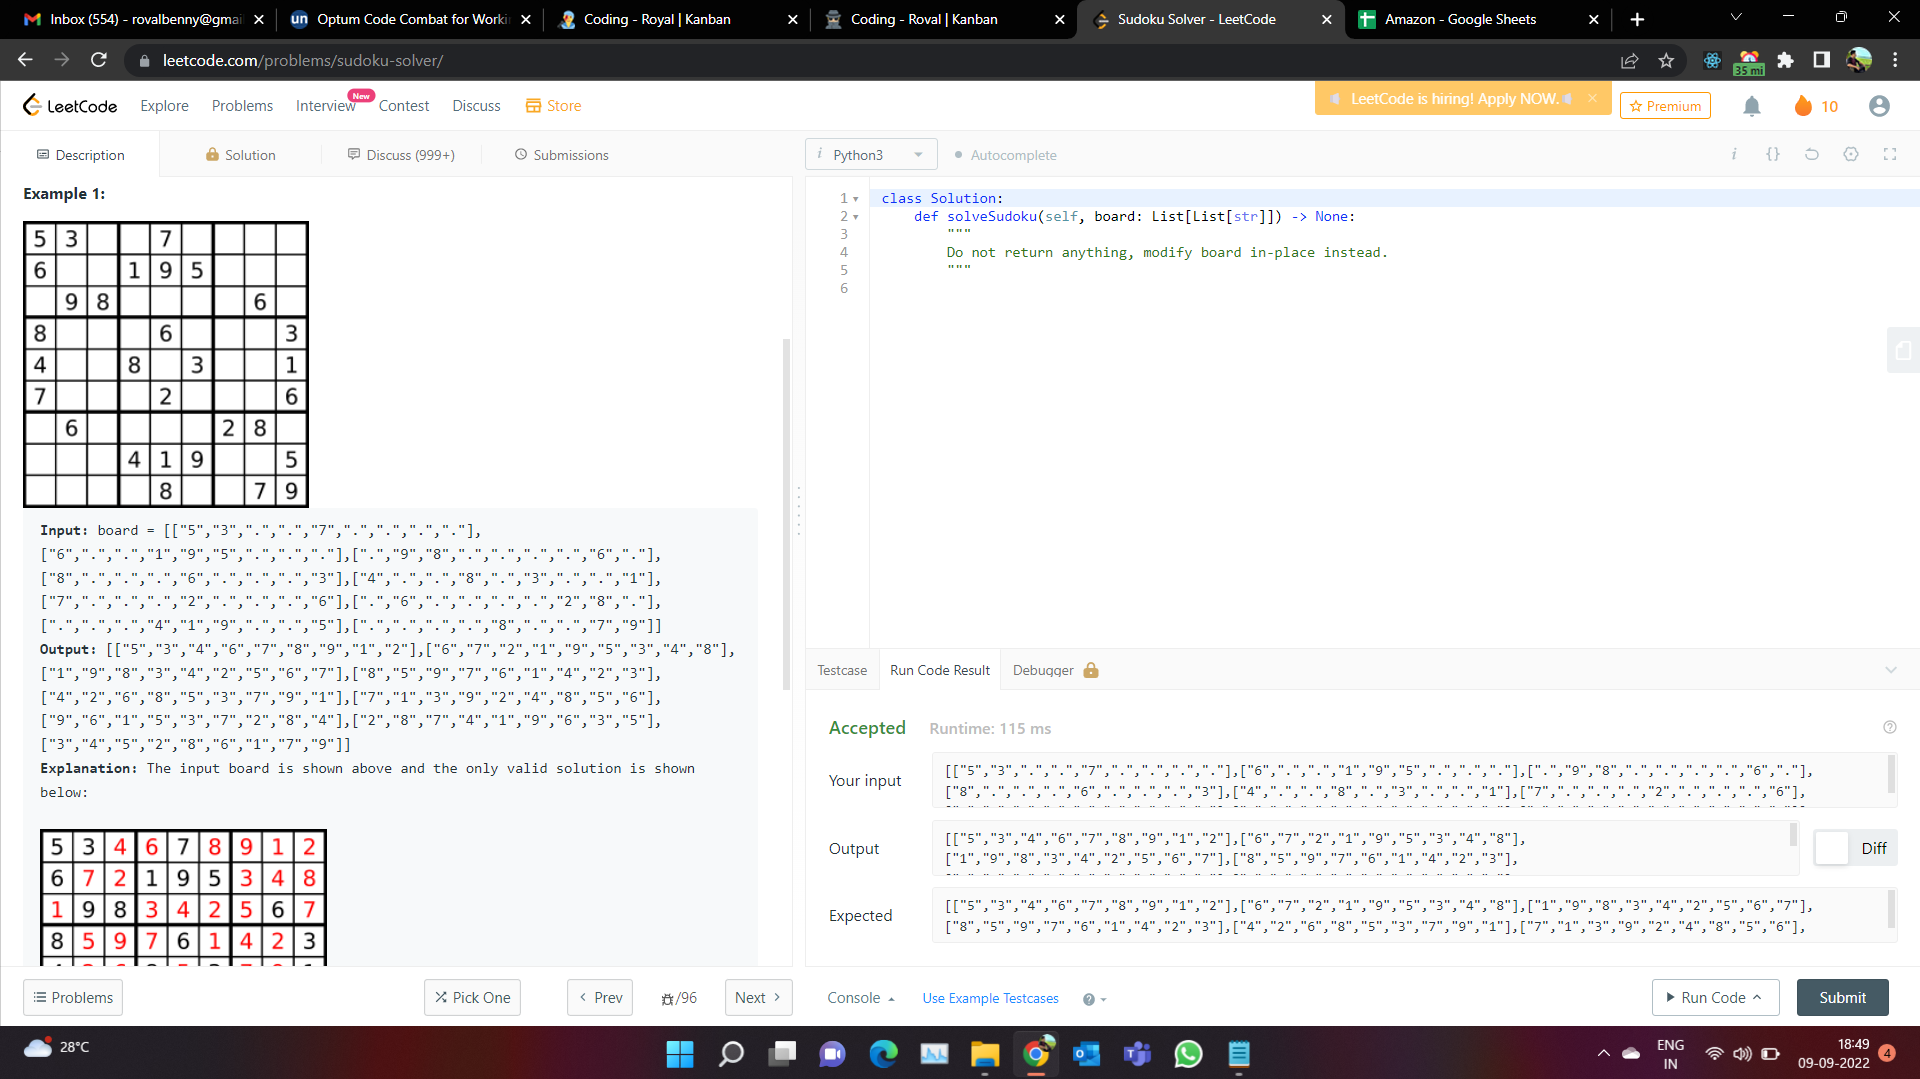 Inbox (554) - rovalbenny@gmai
Optum Code Combat for Workin
Coding - Royal | Kanban
Coding - Roval | Kanban
Sudoku Solver - LeetCode
Amazon - Google Sheets
leetcode.com/problems/sudoku-solver/
35 mi
LeetCode
Explore
Problems
Interview
New
Contest
Discuss
Store
LeetCode is hiring! Apply NOW.
Premium
10
Description
Solution
Discuss (999+)
Submissions
Example 1:
5 3 7
6 1 9 5
9 8 6
8 6 3
4 8 3 1
7 2 6
6 2 8
4 1 9 5
8 7 9
Input: board = [["5","3",".",".","7",".",".",".","."],
["6",".",".","1","9","5",".",".","."],[".","9","8",".",".",".",".","6","."],
["8",".",".",".","6",".",".",".","3"],["4",".",".","8",".","3",".",".","1"],
["7",".",".",".","2",".",".",".","6"],[".","6",".",".",".",".","2","8","."],
[".",".",".","4","1","9",".",".","5"],[".",".",".",".","8",".",".","7","9"]]
Output: [["5","3","4","6","7","8","9","1","2"],["6","7","2","1","9","5","3","4","8"],
["1","9","8","3","4","2","5","6","7"],["8","5","9","7","6","1","4","2","3"],
["4","2","6","8","5","3","7","9","1"],["7","1","3","9","2","4","8","5","6"],
["9","6","1","5","3","7","2","8","4"],["2","8","7","4","1","9","6","3","5"],
["3","4","5","2","8","6","1","7","9"]]
Explanation: The input board is shown above and the only valid solution is shown
below:
5 3 4 6 7 8 9 1 2
6 7 2 1 9 5 3 4 8
1 9 8 3 4 2 5 6 7
8 5 9 7 6 1 4 2 3
Python3
Autocomplete
1 class Solution:
2 def solveSudoku(self, board: List[List[str]]) -> None:
3 """
4 Do not return anything, modify board in-place instead.
5 """
6
Testcase
Run Code Result
Debugger
Accepted
Runtime: 115 ms
Your input
[["5","3",".",".","7",".",".",".","."],["6",".",".","1","9","5",".",".","."],[".","9","8",".",".",".",".","6","."],
["8",".",".",".","6",".",".",".","3"],["4",".",".","8",".","3",".",".","1"],["7",".",".",".","2",".",".",".","6"],
Output
[["5","3","4","6","7","8","9","1","2"],["6","7","2","1","9","5","3","4","8"],
["1","9","8","3","4","2","5","6","7"],["8","5","9","7","6","1","4","2","3"],
Diff
Expected
[["5","3","4","6","7","8","9","1","2"],["6","7","2","1","9","5","3","4","8"],["1","9","8","3","4","2","5","6","7"],
["8","5","9","7","6","1","4","2","3"],["4","2","6","8","5","3","7","9","1"],["7","1","3","9","2","4","8","5","6"],
Problems
Pick One
Prev
/96
Next
Console
Use Example Testcases
Run Code
Submit
28°C
ENG
IN
18:49
09-09-2022
4